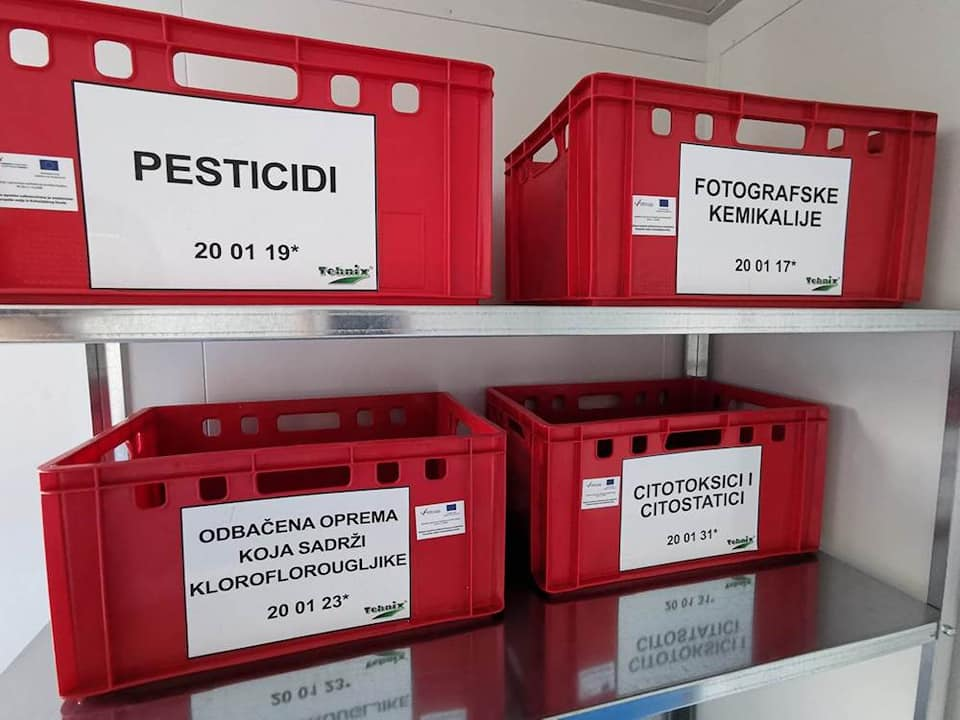 PESTICIDI
20 01 19*
Tehnix
FOTOGRAFSKE
KEMIKALIJE
20 01 17*
Tehnix
ODBAČENA OPREMA
KOJA SADRŽI
KLOROFLOROUGLJIKE
20 01 23*
Tehnix
CITOTOKSICI I
CITOSTATICI
20 01 31*
Tehnix